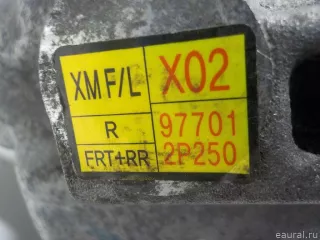 XM F/L X02
R 97701
FRT+RR 2P250
© eaural.ru